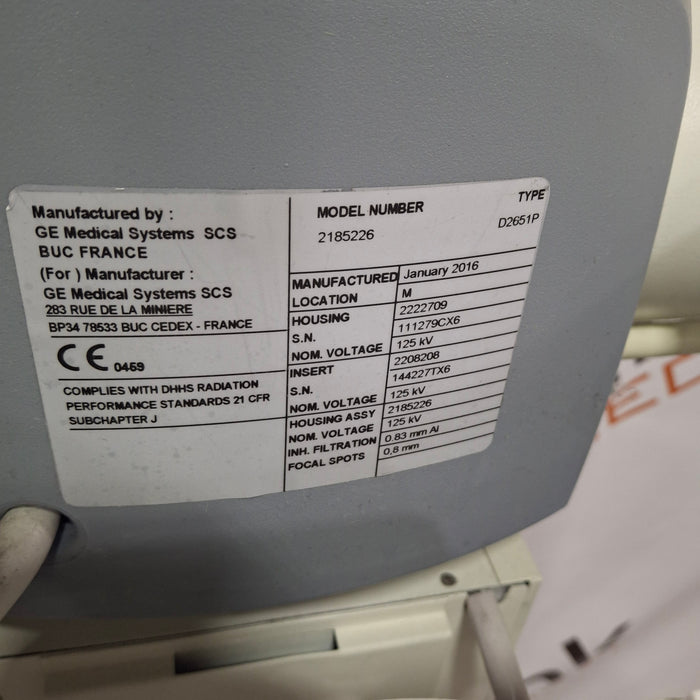 Manufactured by :
GE Medical Systems SCS
BUC FRANCE
(For ) Manufacturer :
GE Medical Systems SCS
283 RUE DE LA MINIERE
BP34 78533 BUC CEDEX - FRANCE
CE 0459
COMPLIES WITH DHHS RADIATION
PERFORMANCE STANDARDS 21 CFR
SUBCHAPTER J
MODEL NUMBER TYPE
2185226 D2651P
MANUFACTURED January 2016
LOCATION M
HOUSING 2222709
S.N. 111279CX6
NOM. VOLTAGE 125 kV
INSERT 2208208
S.N. 144227TX6
NOM. VOLTAGE 125 kV
HOUSING ASSY 2185226
NOM. VOLTAGE 125 kV
INH. FILTRATION 0.83 mm Al
FOCAL SPOTS 0,8 mm